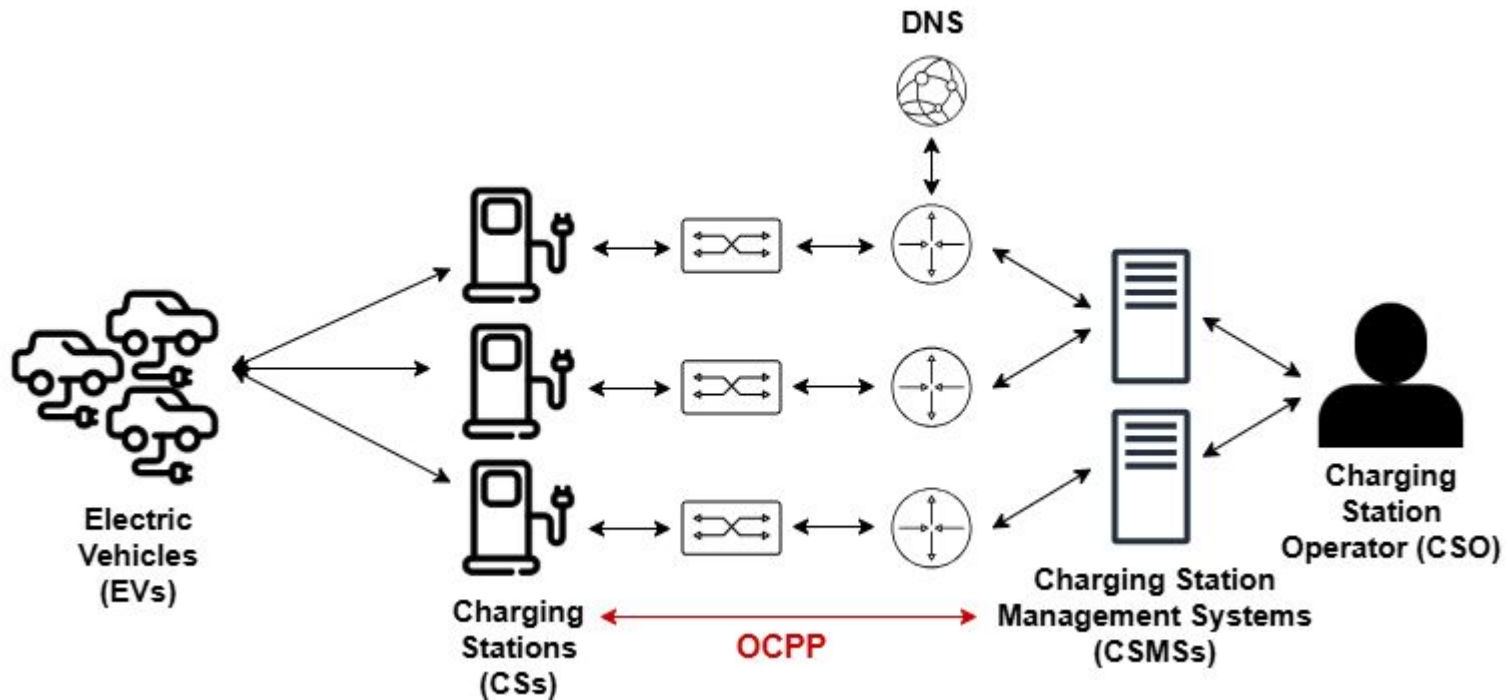 DNS
Electric
Vehicles
(EVs)
Charging
Stations
(CSs)
OCPP
Charging Station
Management Systems
(CSMSs)
Charging
Station
Operator (CSO)